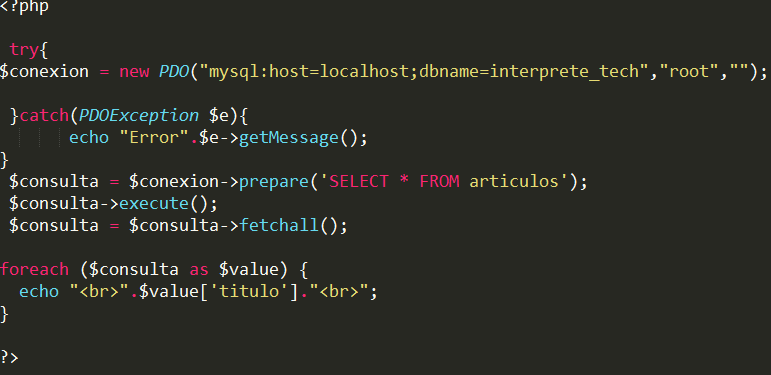 <?php
try{
$conexion = new PDO("mysql:host=localhost;dbname=interprete_tech","root","");
}catch(PDOException $e){
echo "Error".$e->getMessage();
}
$consulta = $conexion->prepare('SELECT * FROM articulos');
$consulta->execute();
$consulta = $consulta->fetchall();
foreach ($consulta as $value) {
echo "<br>".$value['titulo']."<br>";
}
?>